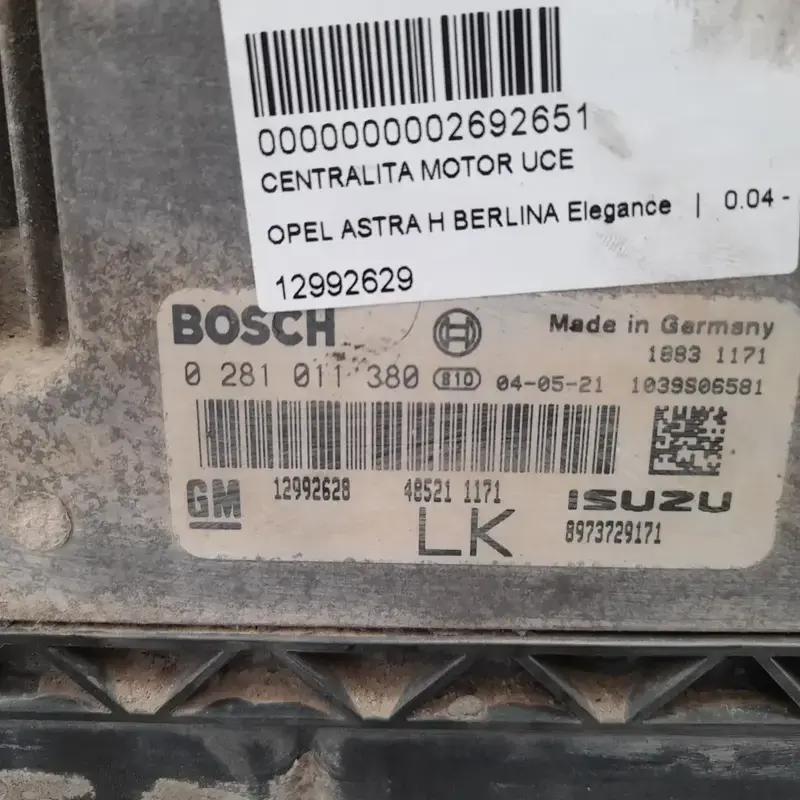 0000000002692651
CENTRALITA MOTOR UCE
OPEL ASTRA H BERLINA Elegance | 0.04 -
12992629
BOSCH Made in Germany
1883 1171
0 281 011 380 810 04-05-21 1039S06581
GM 12992628 48521 1171 ISUZU
LK 8973729171